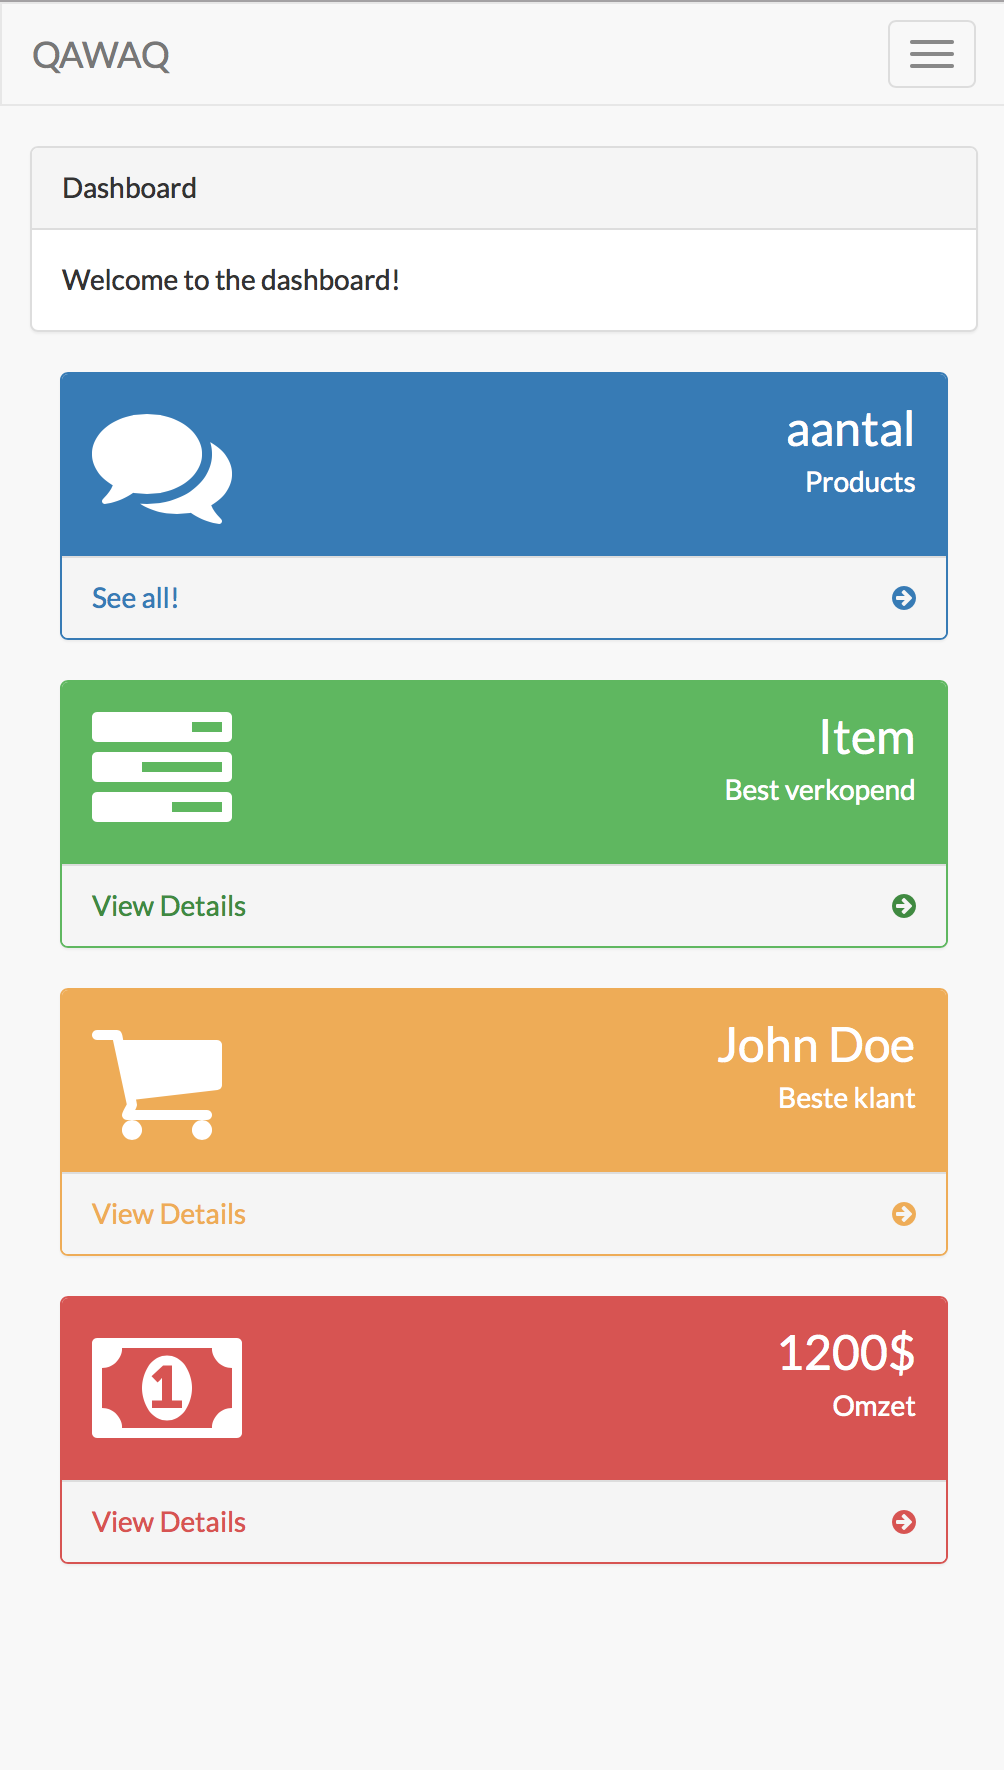 QAWAQ
Dashboard
Welcome to the dashboard!
aantal
Products
See all!
Item
Best verkopend
View Details
John Doe
Beste klant
View Details
1
1200$
Omzet
View Details